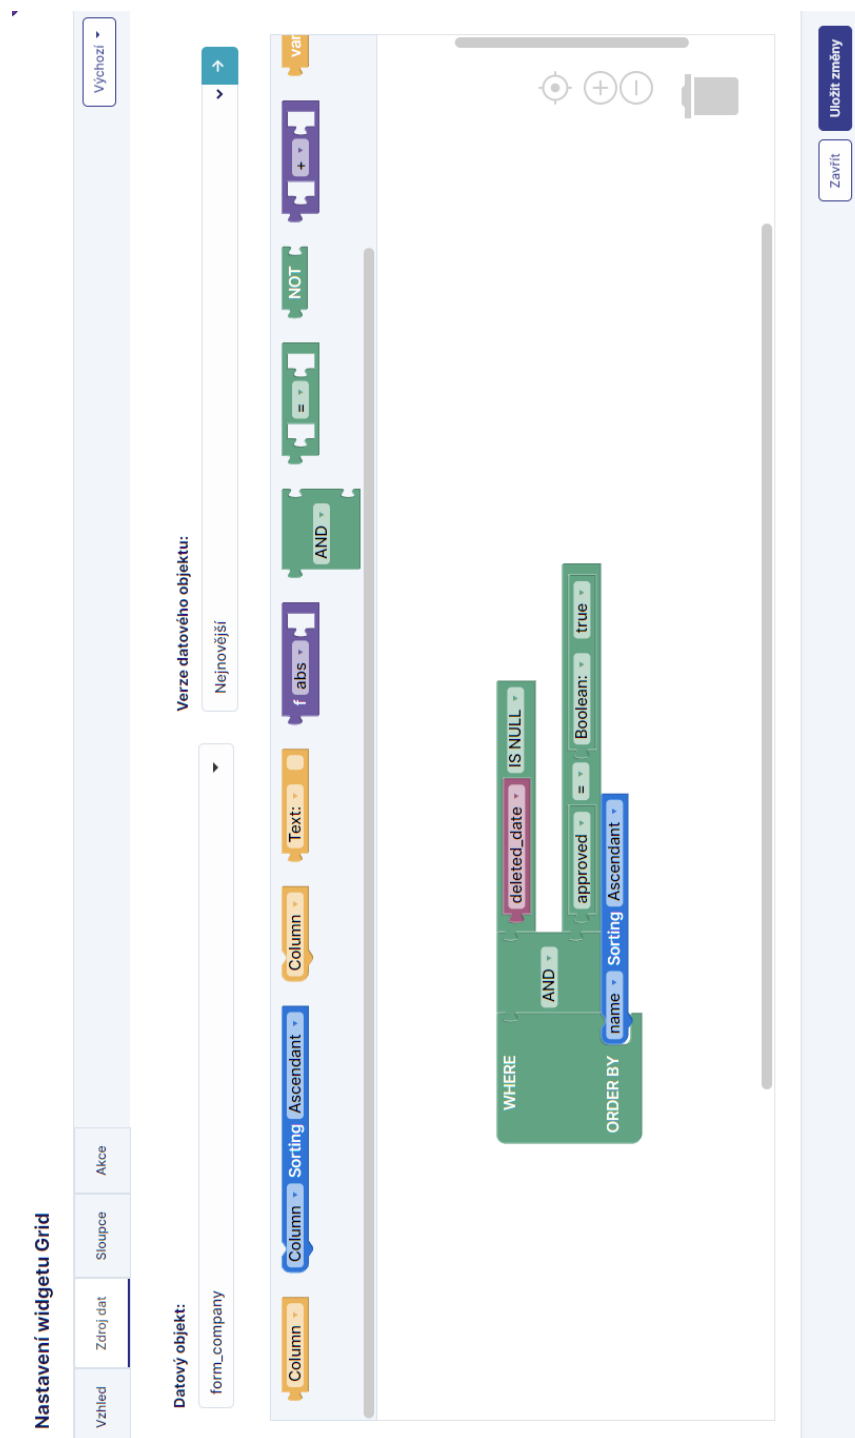 Nastavení widgetu Grid
Vzhled Zdroj dat Sloupce Akce Výchozí
Datový objekt: Verze datového objektu:
form_company Nejnovější
Column Column Sorting Ascendant Column Text: f abs AND = NOT + var
WHERE AND deleted_date IS NULL
approved = Boolean: true
ORDER BY name Sorting Ascendant
Zavřít Uložit změny